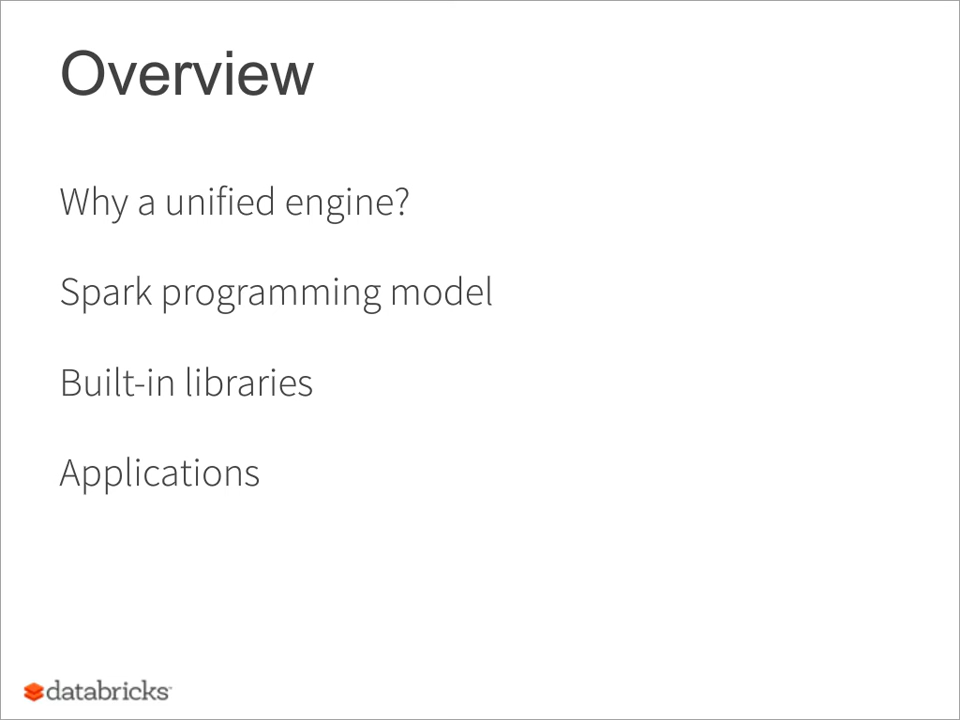 Overview
Why a unified engine?
Spark programming model
Built-in libraries
Applications
databricks